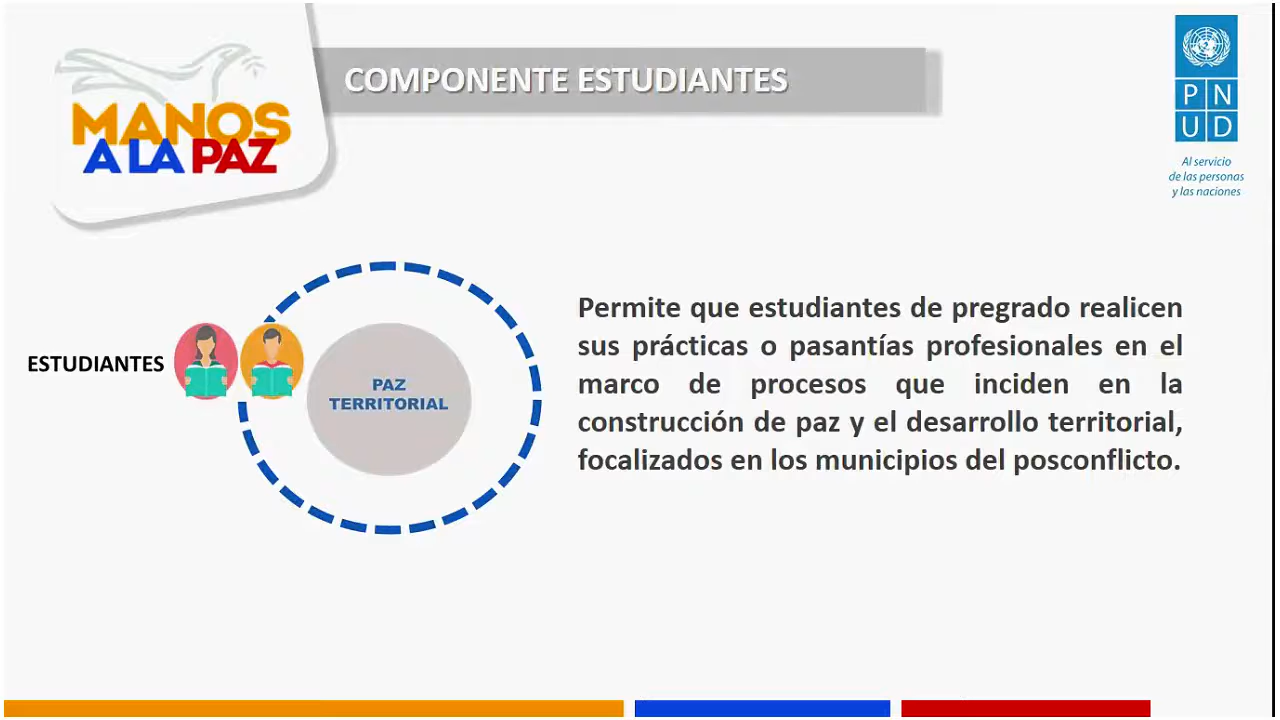 MANOS
A LA PAZ
COMPONENTE ESTUDIANTES
P N
U D
Al servicio
de las personas
y las naciones
ESTUDIANTES
PAZ
TERRITORIAL
Permite que estudiantes de pregrado realicen
sus prácticas o pasantías profesionales en el
marco de procesos que inciden en la
construcción de paz y el desarrollo territorial,
focalizados en los municipios del posconflicto.